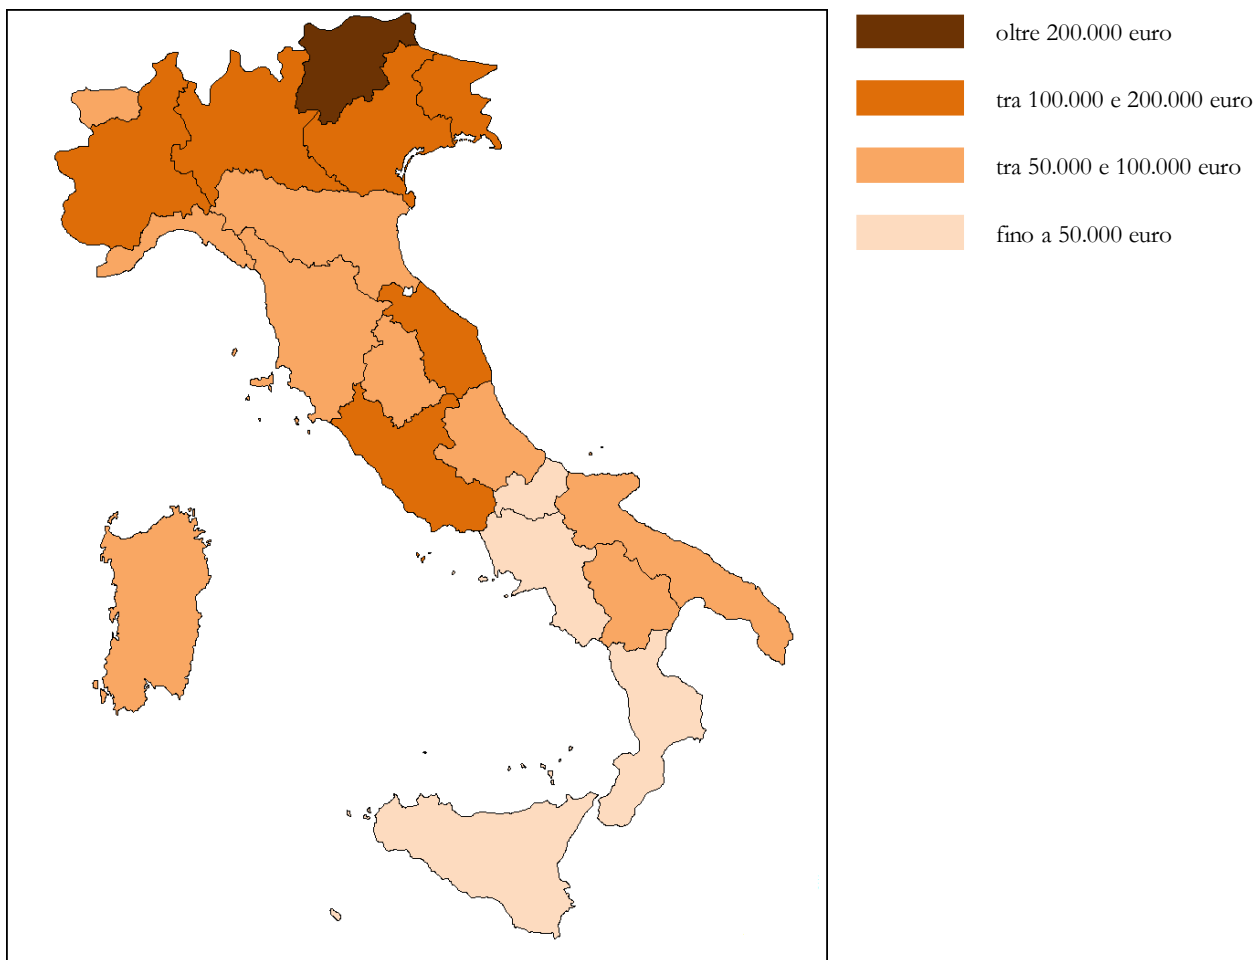 oltre 200.000 euro
tra 100.000 e 200.000 euro
tra 50.000 e 100.000 euro
fino a 50.000 euro